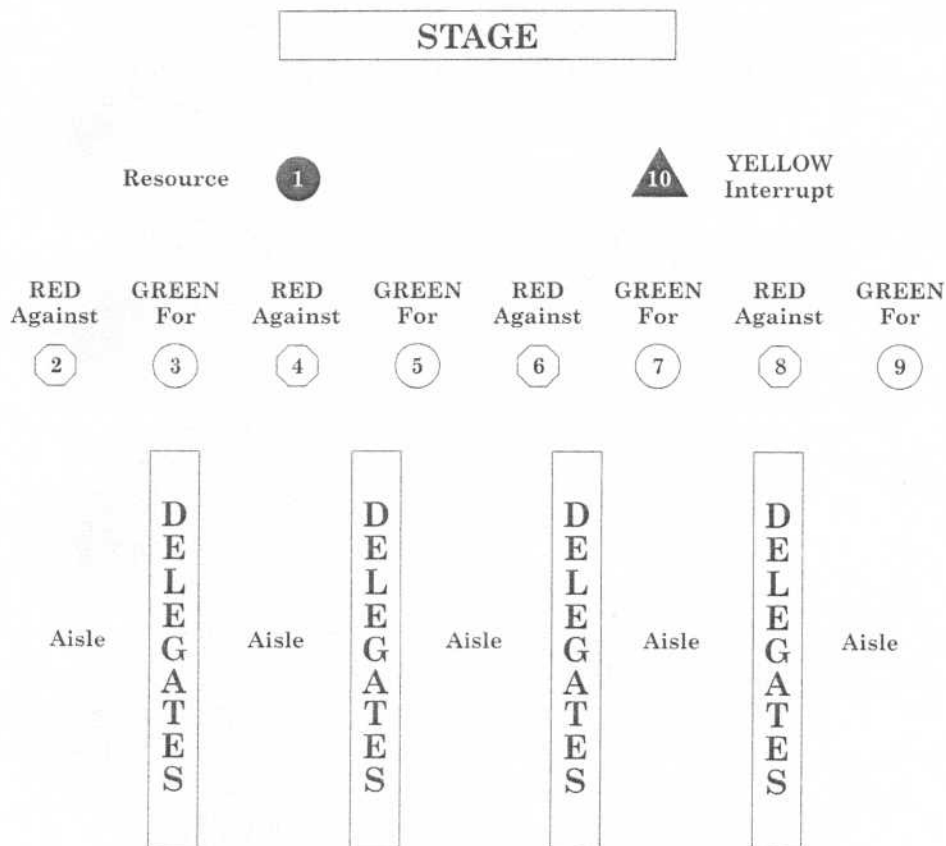 STAGE
Resource 1 10 YELLOW
Interrupt
RED GREEN RED GREEN RED GREEN RED GREEN
Against For Against For Against For Against For
2 3 4 5 6 7 8 9
DELEGATES DELEGATES DELEGATES DELEGATES
Aisle Aisle Aisle Aisle Aisle